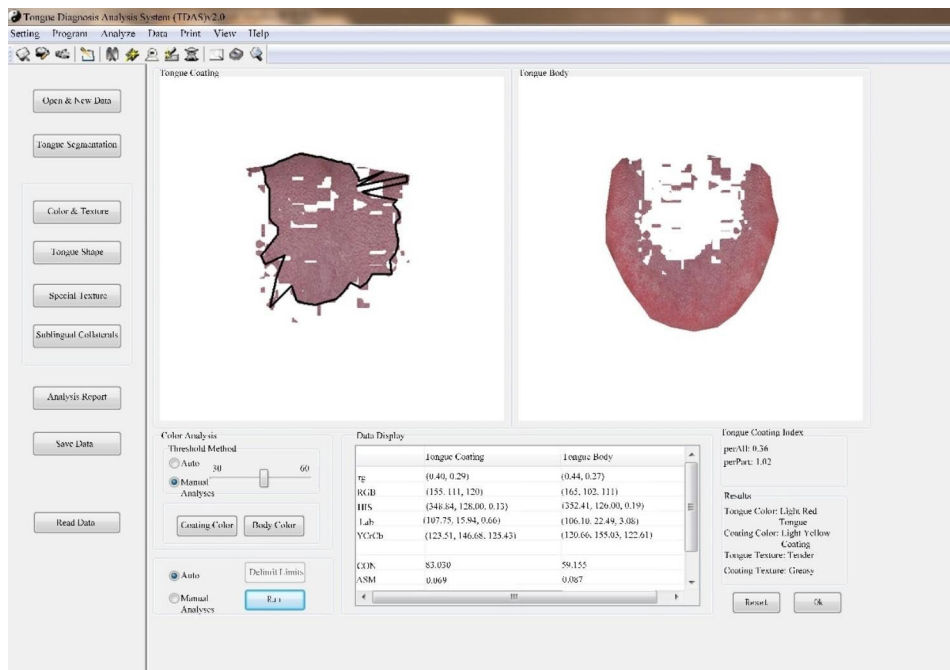 Tongue Diagnosis Analysis System (TDAS)v2.0
Setting Program Analyze Data Print View Help
Tongue Coating
Tongue Body
Open & New Data
Tongue Segmentation
Color & Texture
Tongue Shape
Special Texture
Sublingual Collaterals
Analysis Report
Save Data
Read Data
Color Analysis
Threshold Method
Auto
30 60
Manual
Analyses
Coating Color Body Color
Auto
Delimit Limits
Manual
Analyses
Run
Data Display
Tongue Coating Tongue Body
rg (0.40, 0.29) (0.44, 0.27)
RGB (155, 111, 120) (165, 102, 111)
HIS (348.84, 128.00, 0.13) (352.41, 126.00, 0.19)
Lab (107.75, 15.94, 0.66) (106.10, 22.49, 3.08)
YCrCb (123.51, 146.68, 125.43) (120.66, 155.03, 122.61)
CON 83.030 59.155
ASM 0.069 0.087
Tongue Coating Index
perAll: 0.36
perPart: 1.02
Results
Tongue Color: Light Red
Tongue
Coating Color: Light Yellow
Coating
Tongue Texture: Tender
Coating Texture: Greasy
Reset Ok